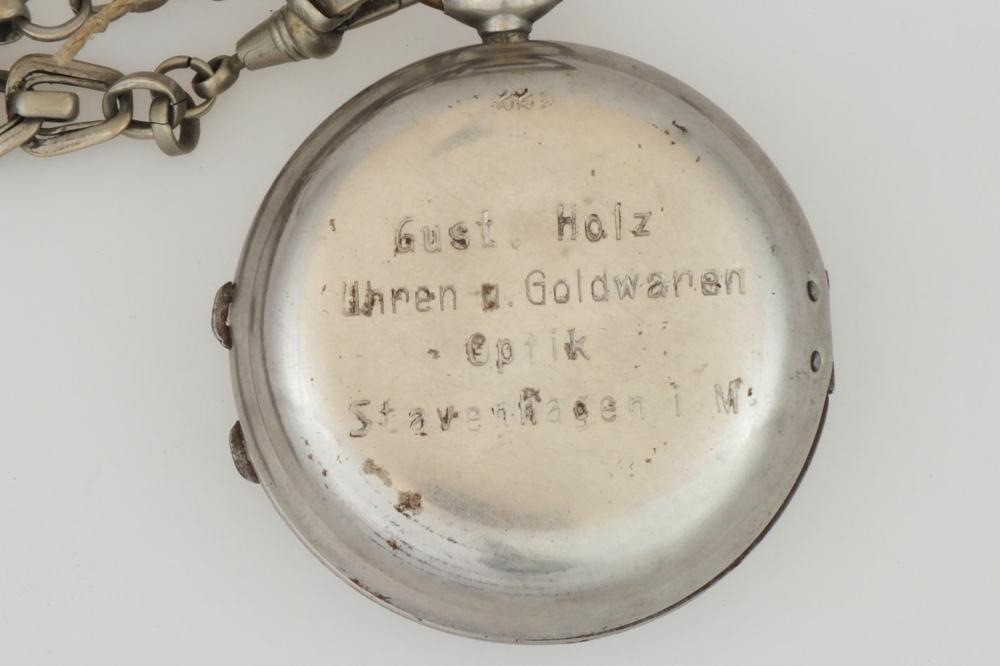 Gust. Holz
Uhren u. Goldwaren
Optik
Stavenhagen i M.